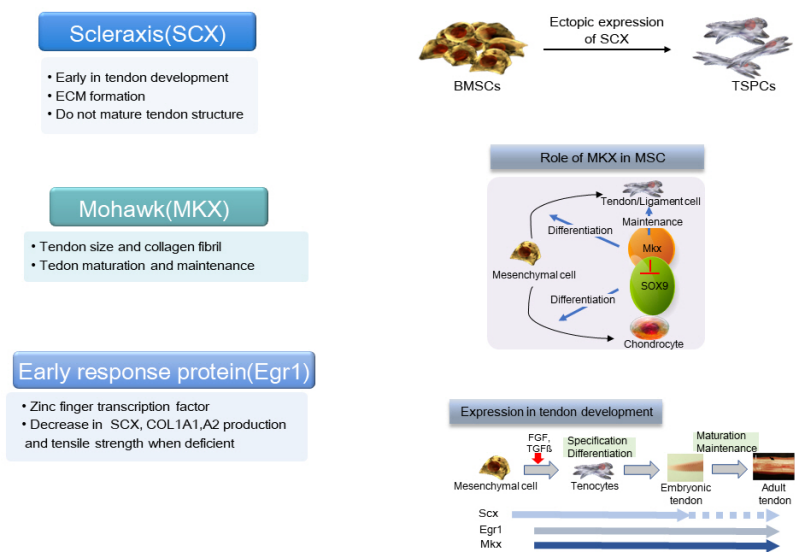 Scleraxis(SCX)
• Early in tendon development
• ECM formation
• Do not mature tendon structure
Ectopic expression
of SCX
BMSCs
TSPCs
Mohawk(MKX)
• Tendon size and collagen fibril
• Tedon maturation and maintenance
Role of MKX in MSC
Tendon/Ligament cell
Maintenance
Differentiation
Mkx
Mesenchymal cell
SOX9
Differentiation
Chondrocyte
Early response protein(Egr1)
• Zinc finger transcription factor
• Decrease in SCX, COL1A1,A2 production
and tensile strength when deficient
Expression in tendon development
FGF,
TGFß
Specification
Differentiation
Maturation
Maintenance
Mesenchymal cell
Tenocytes
Embryonic
tendon
Adult
tendon
Scx
Egr1
Mkx